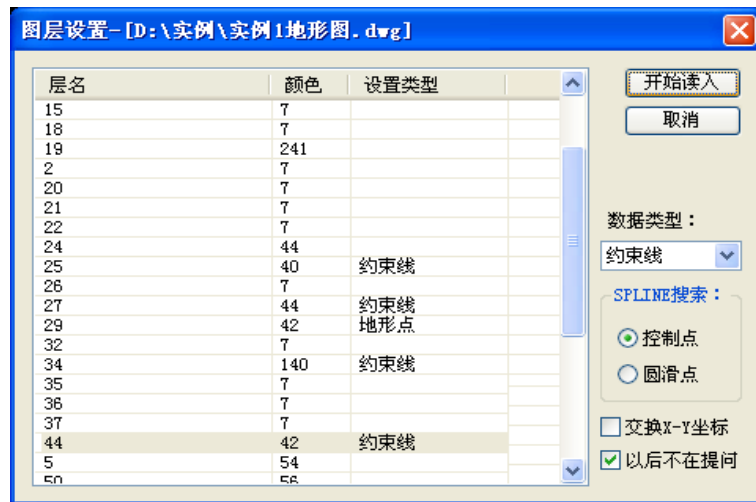 图层设置-[D:\实例\实例1地形图.dwg]
层名 颜色 设置类型
15 7
18 7
19 241
2 7
20 7
21 7
22 7
24 44
25 40 约束线
26 7
27 44 约束线
29 42 地形点
32 7
34 140 约束线
35 7
36 7
37 7
44 42 约束线
5 54
50 56
开始读入
取消
数据类型：
约束线
SPLINE搜索：
控制点
圆滑点
交换X-Y坐标
以后不在提问